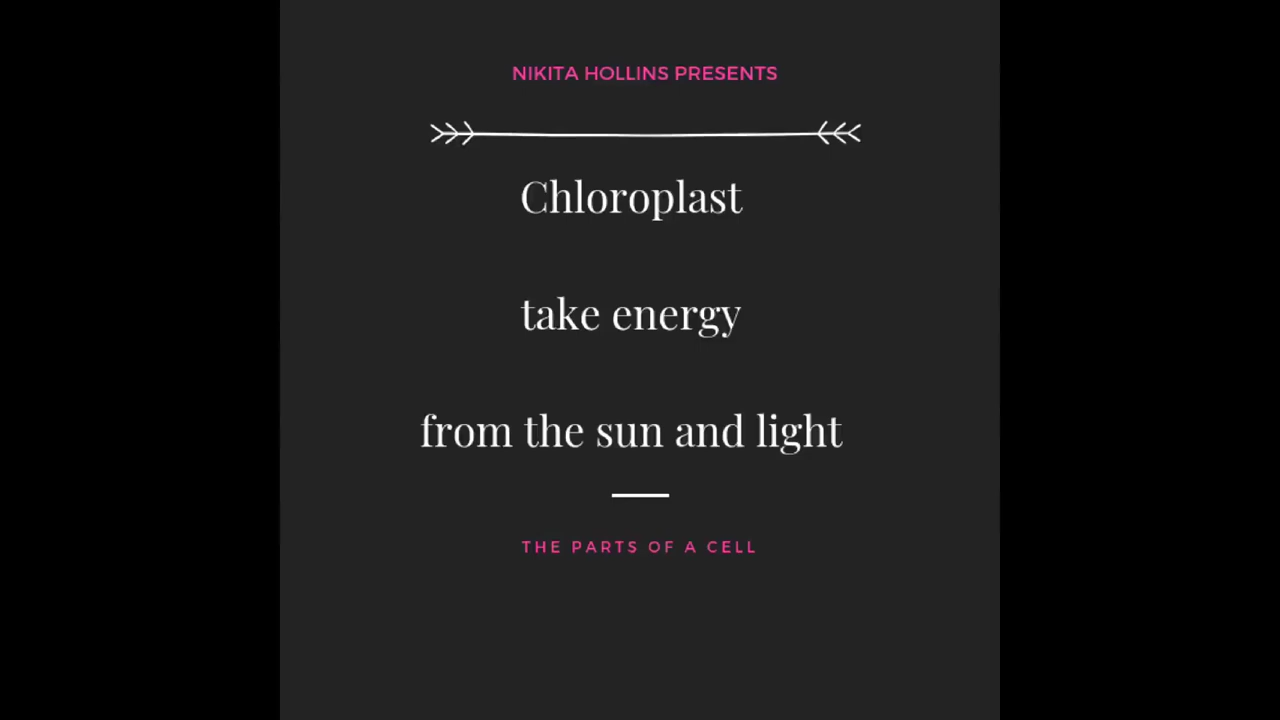 NIKITA HOLLINS PRESENTS
Chloroplast
take energy
from the sun and light
THE PARTS OF A CELL